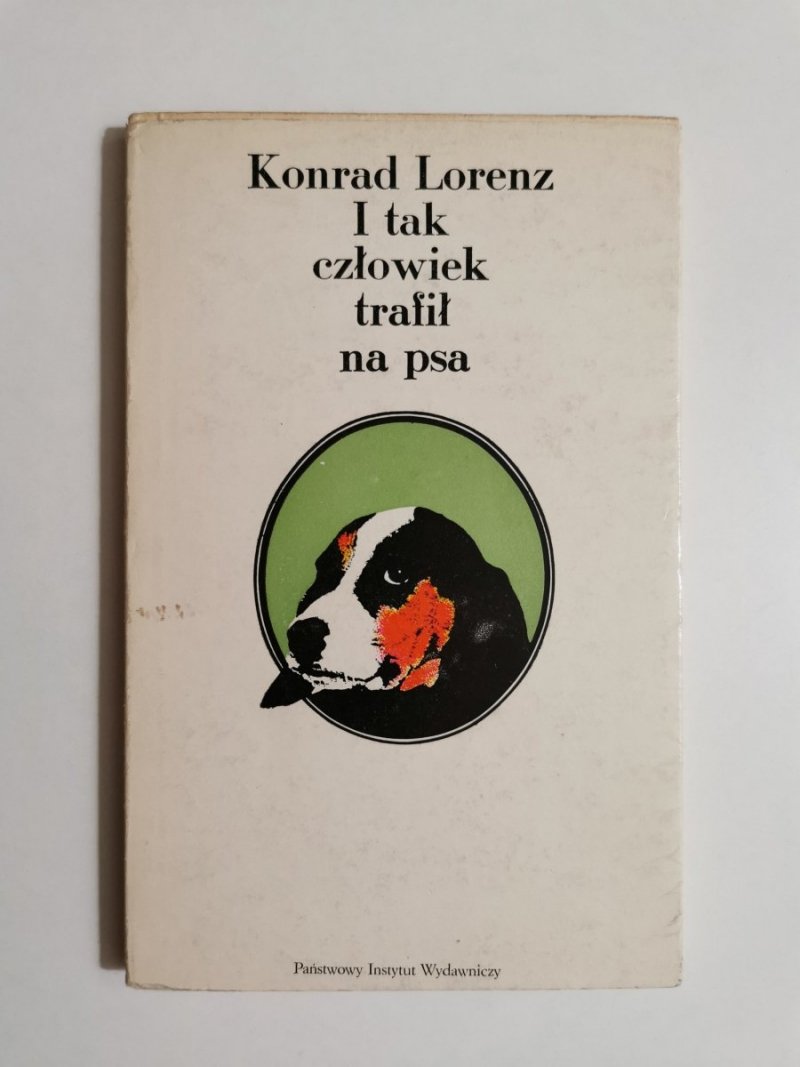 Konrad Lorenz
I tak
człowiek
trafił
na psa
Państwowy Instytut Wydawniczy